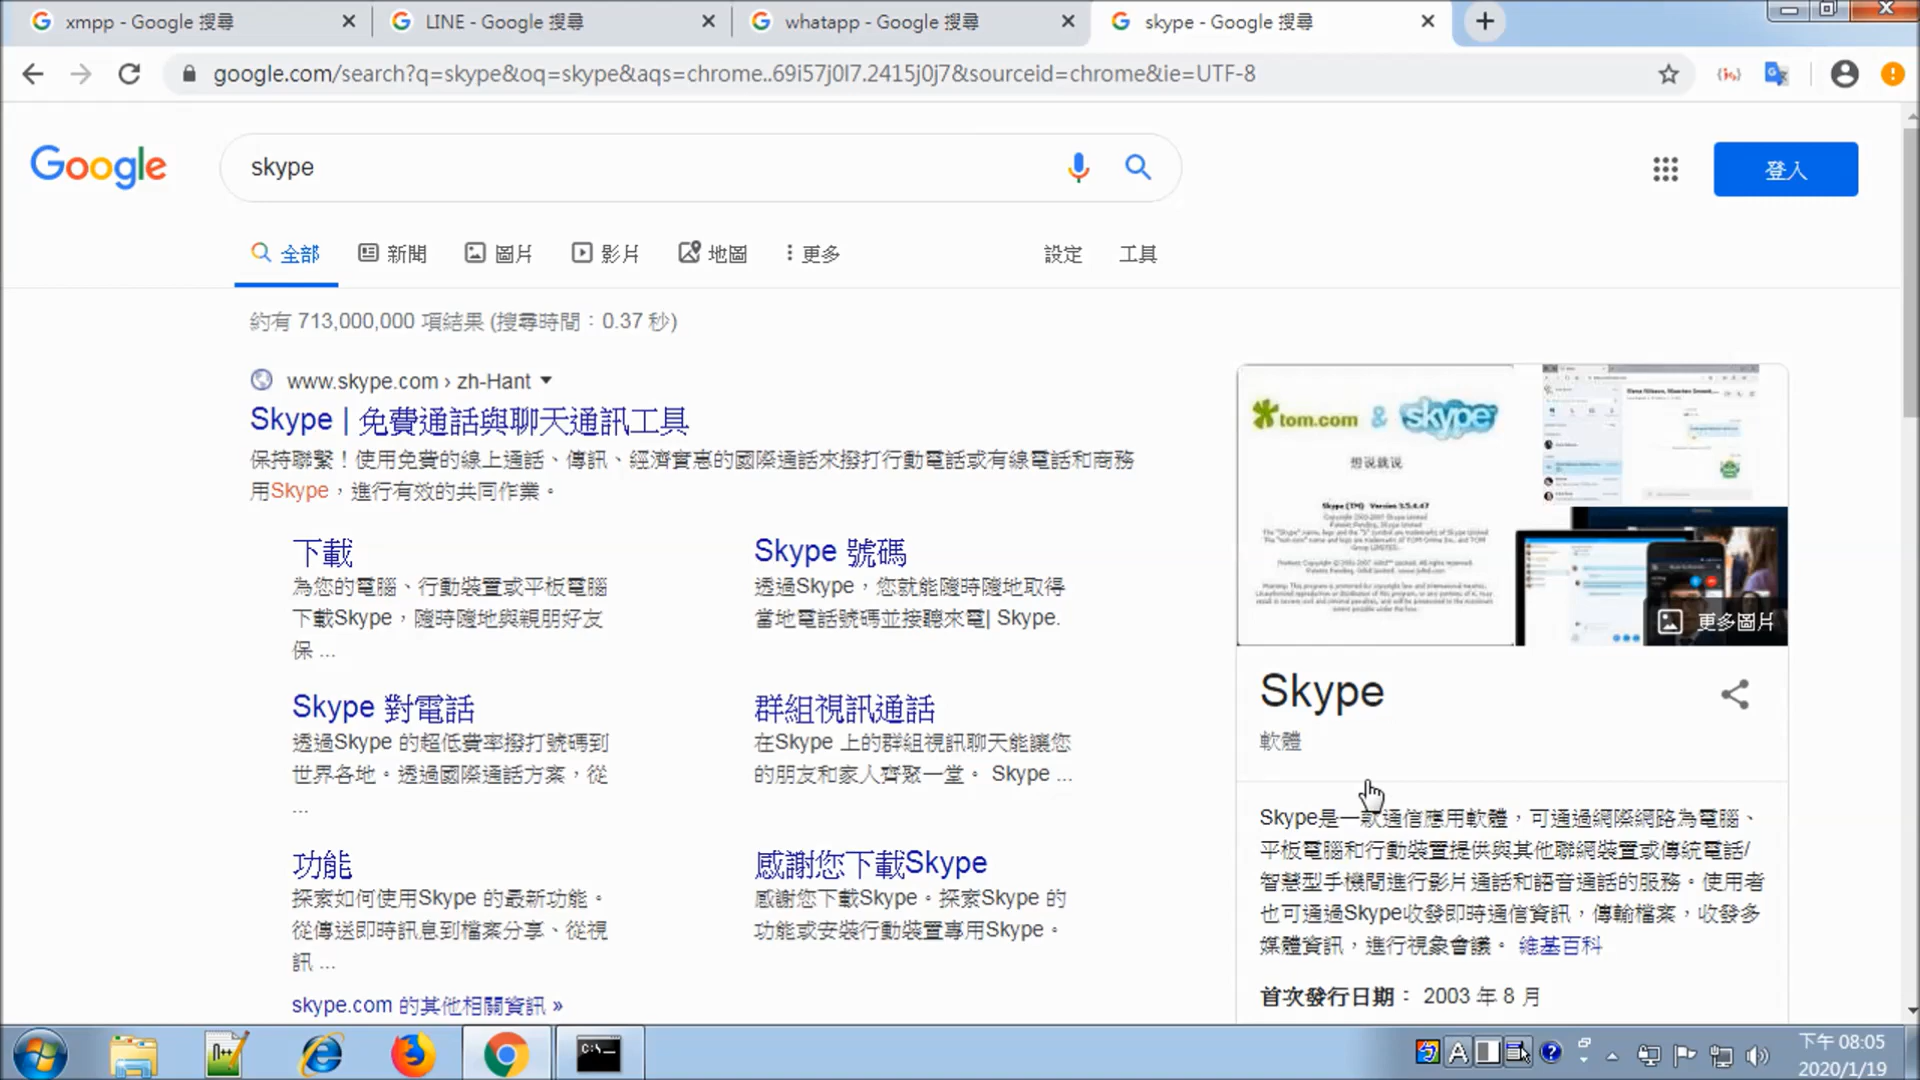 xmpp - Google 搜尋
LINE - Google 搜尋
whatapp - Google 搜尋
skype - Google 搜尋
google.com/search?q=skype&oq=skype&aqs=chrome..69i57j0l7.2415j0j7&sourceid=chrome&ie=UTF-8
Google
skype
登入
全部
新聞
圖片
影片
地圖
更多
設定
工具
約有 713,000,000 項結果 (搜尋時間：0.37 秒)
www.skype.com › zh-Hant
Skype | 免費通話與聊天通訊工具
保持聯繫！使用免費的線上通話、傳訊、經濟實惠的國際通話來撥打行動電話或有線電話和商務
用Skype，進行有效的共同作業。
下載
為您的電腦、行動裝置或平板電腦
下載Skype，隨時隨地與親朋好友
保 ...
Skype 號碼
透過Skype，您就能隨時隨地取得
當地電話號碼並接聽來電| Skype.
Skype 對電話
透過Skype 的超低費率撥打號碼到
世界各地。透過國際通話方案，從
...
群組視訊通話
在Skype 上的群組視訊聊天能讓您
的朋友和家人齊聚一堂。 Skype ...
功能
探索如何使用Skype 的最新功能。
從傳送即時訊息到檔案分享、從視
訊 ...
感謝您下載Skype
感謝您下載Skype。探索Skype 的
功能或安裝行動裝置專用Skype。
skype.com 的其他相關資訊 »
tom.com & skype
想说就说
Skype (TM) Version 3.5.4.47
更多圖片
Skype
軟體
Skype是一款通信應用軟體，可通過網際網路為電腦、
平板電腦和行動裝置提供與其他聯網裝置或傳統電話/
智慧型手機間進行影片通話和語音通話的服務。使用者
也可通過Skype收發即時通信資訊，傳輸檔案，收發多
媒體資訊，進行視象會議。 維基百科
首次發行日期： 2003 年 8 月
下午 08:05
2020/1/19